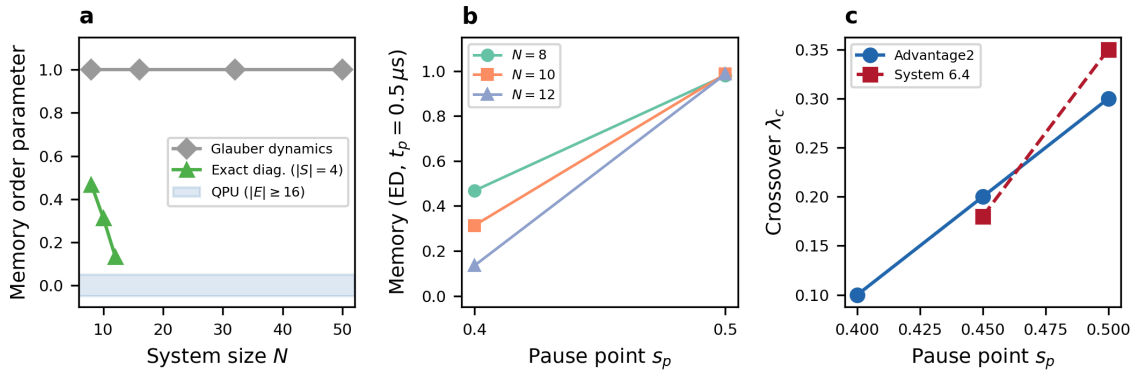 a
Memory order parameter
1.0
0.8
0.6
0.4
0.2
0.0
Glauber dynamics
Exact diag. (|S| = 4)
QPU (|E| ≥ 16)
10
20
30
40
50
System size N
b
Memory (ED, tₚ = 0.5 μs)
1.0
0.8
0.6
0.4
0.2
0.0
N = 8
N = 10
N = 12
0.4
0.5
Pause point sₚ
c
Crossover λ_c
0.35
0.30
0.25
0.20
0.15
0.10
Advantage2
System 6.4
0.400
0.425
0.450
0.475
0.500
Pause point sₚ